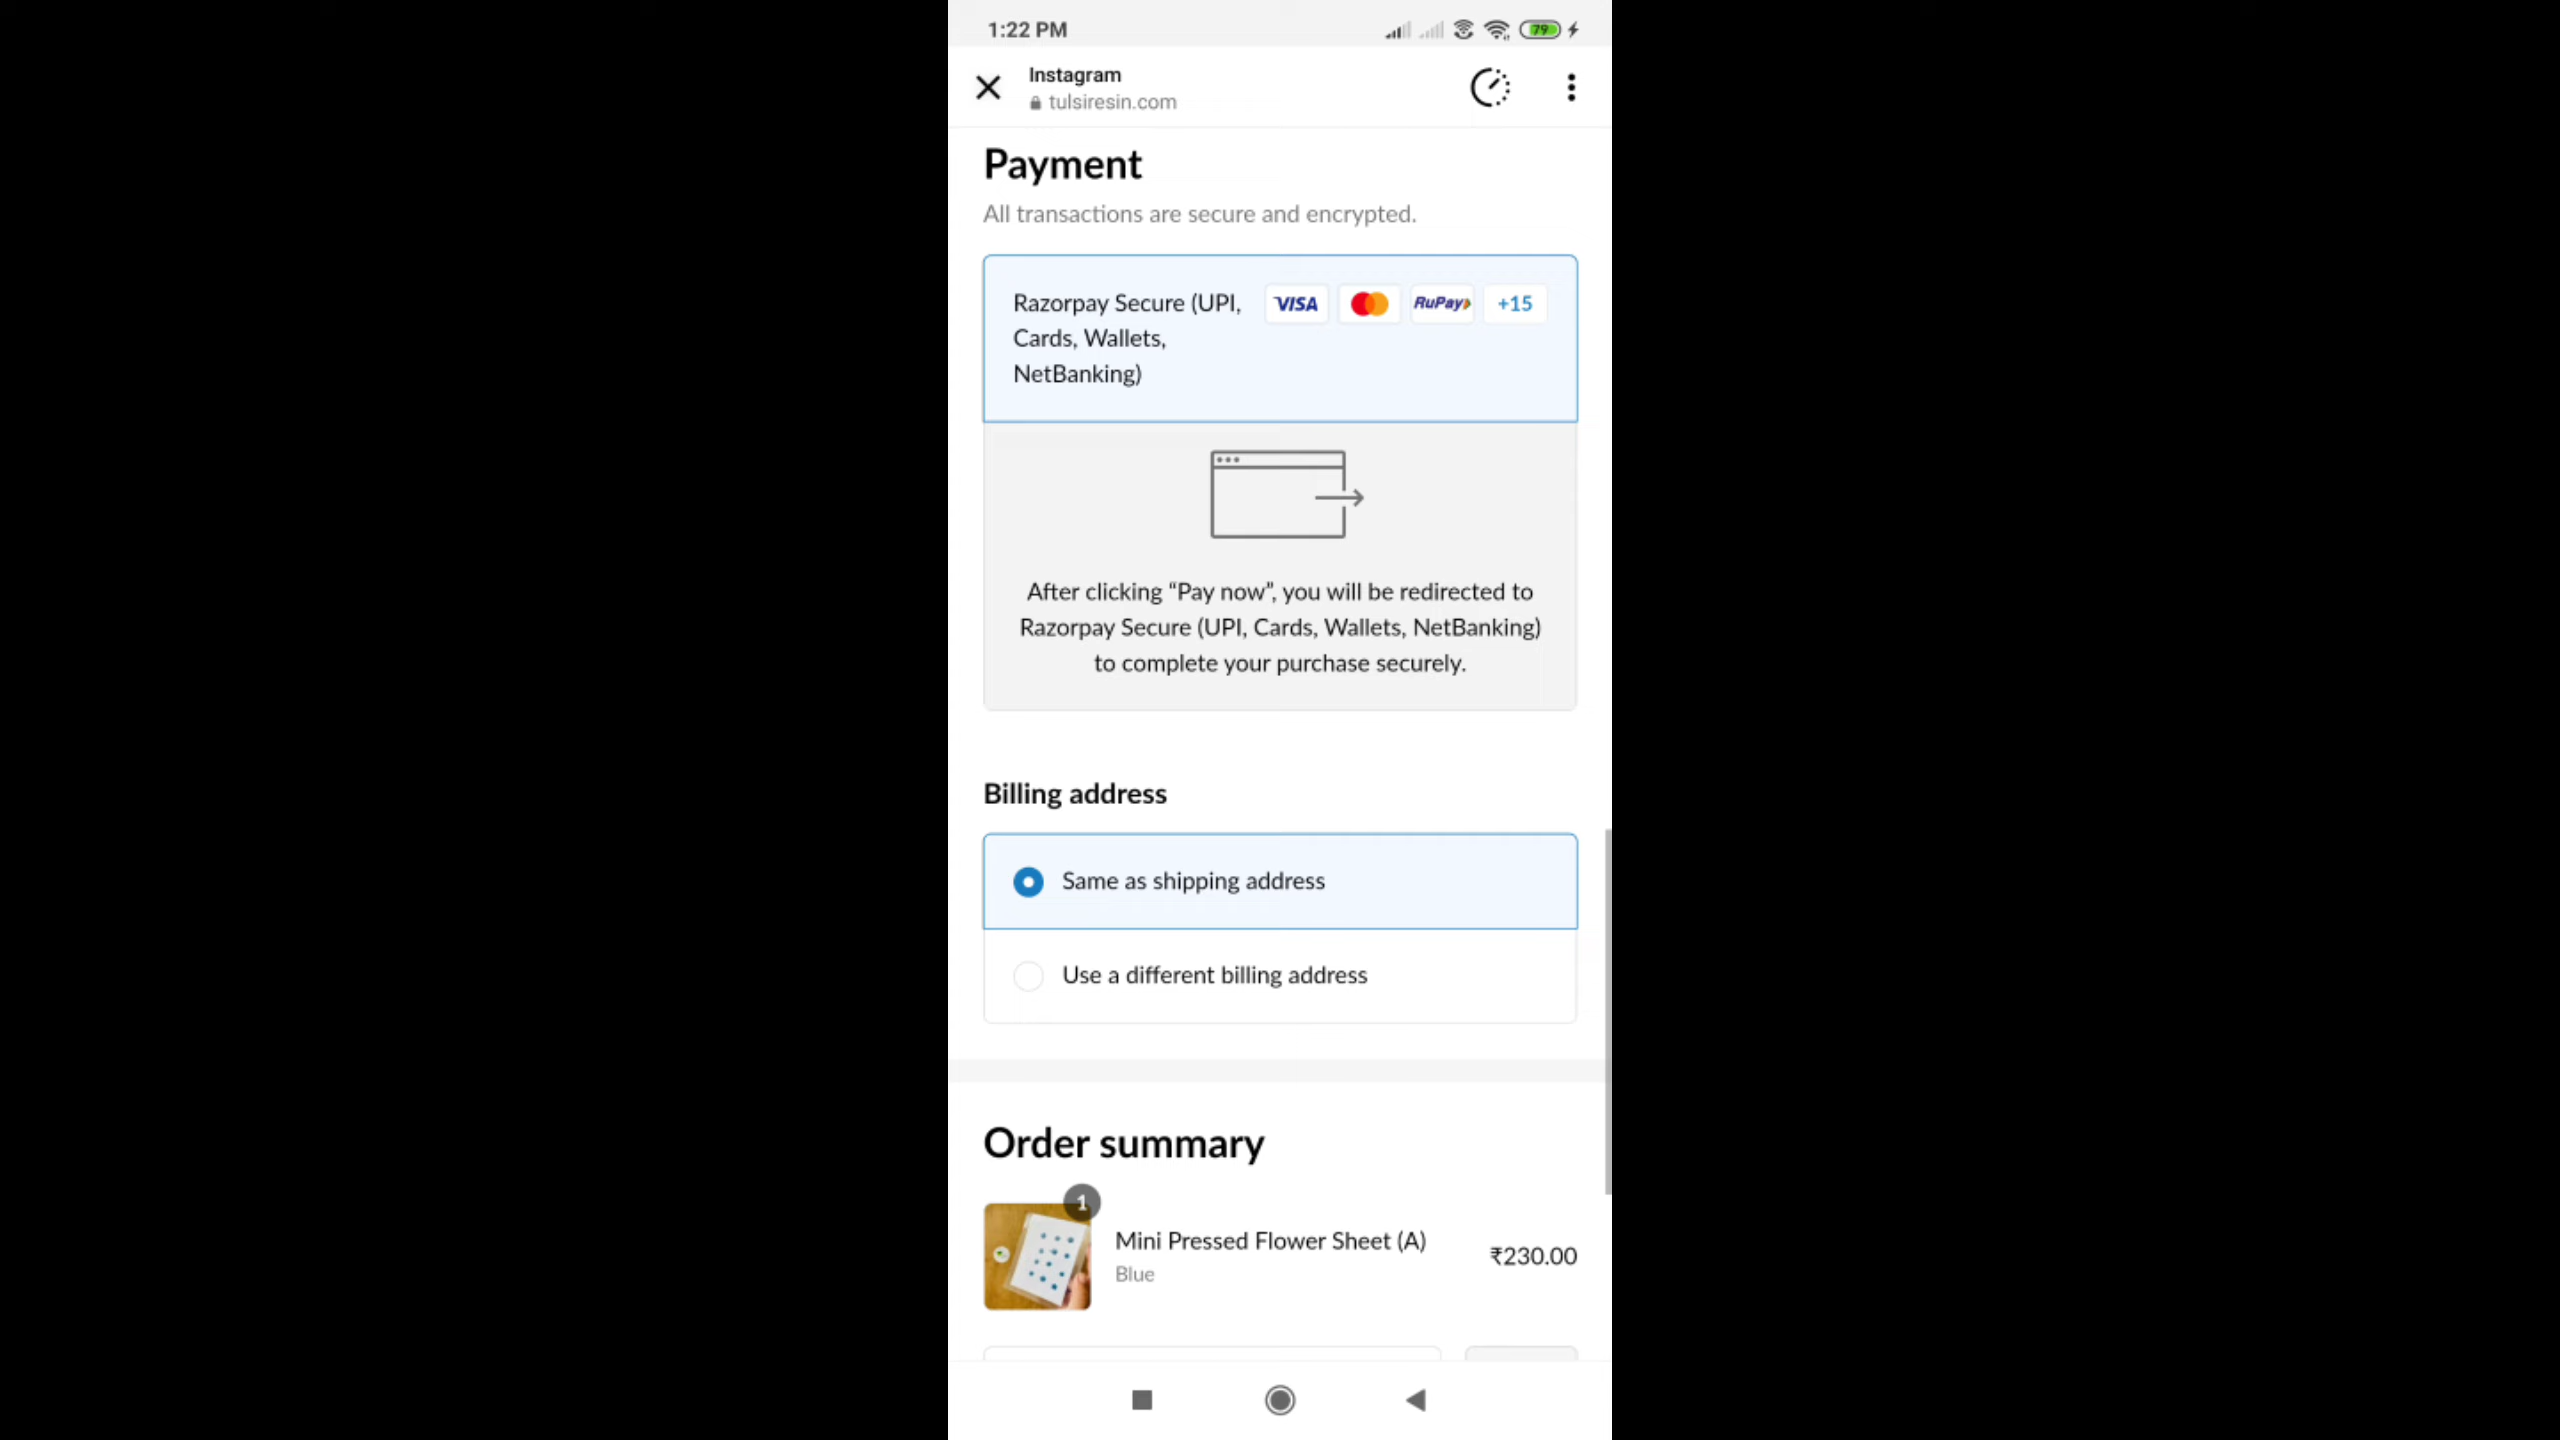 1:22 PM
79
Instagram
tulsiresin.com
Payment
All transactions are secure and encrypted.
Razorpay Secure (UPI,
Cards, Wallets,
NetBanking)
VISA
RuPay
+15
After clicking “Pay now”, you will be redirected to
Razorpay Secure (UPI, Cards, Wallets, NetBanking)
to complete your purchase securely.
Billing address
Same as shipping address
Use a different billing address
Order summary
1
Mini Pressed Flower Sheet (A)
Blue
₹230.00